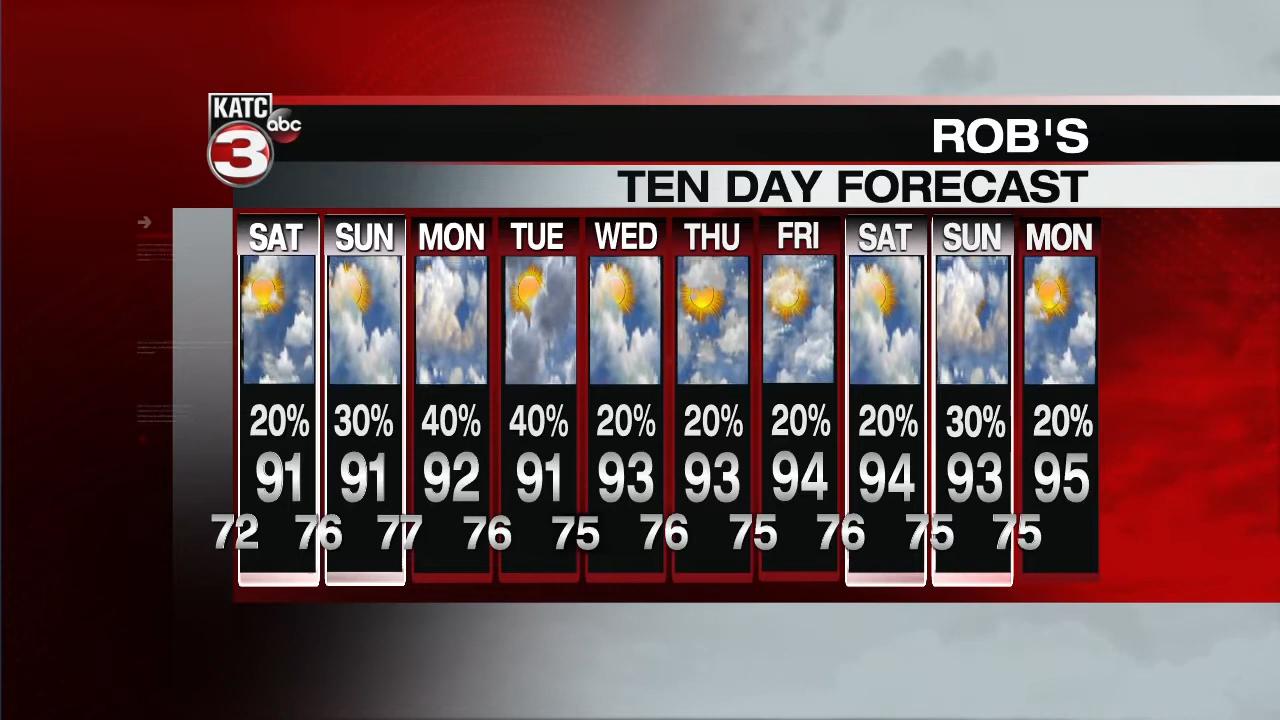 KATC
abc
3
ROB'S
TEN DAY FORECAST
SAT SUN MON TUE WED THU FRI SAT SUN MON
20% 30% 40% 40% 20% 20% 20% 20% 30% 20%
91 91 92 91 93 93 94 94 93 95
72 76 77 76 75 76 75 76 75 75